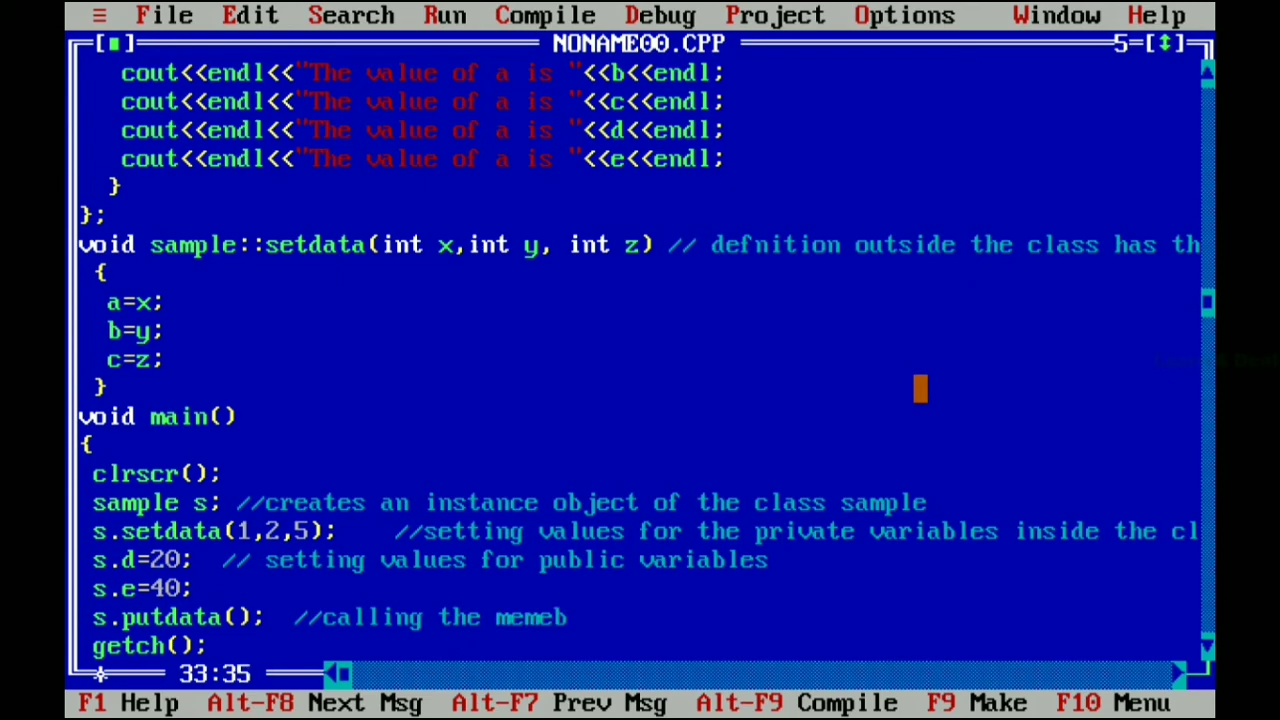 ≡ File Edit Search Run Compile Debug Project Options Window Help
[■] NONAME00.CPP 5=[↕]
cout<<endl<<"The value of a is "<<b<<endl;
cout<<endl<<"The value of a is "<<c<<endl;
cout<<endl<<"The value of a is "<<d<<endl;
cout<<endl<<"The value of a is "<<e<<endl;
}
};
void sample::setdata(int x,int y, int z) // defnition outside the class has th
{
a=x;
b=y;
c=z;
}
void main()
{
clrscr();
sample s; //creates an instance object of the class sample
s.setdata(1,2,5); //setting values for the private variables inside the cl
s.d=20; // setting values for public variables
s.e=40;
s.putdata(); //calling the memeb
getch();
33:35
F1 Help Alt-F8 Next Msg Alt-F7 Prev Msg Alt-F9 Compile F9 Make F10 Menu